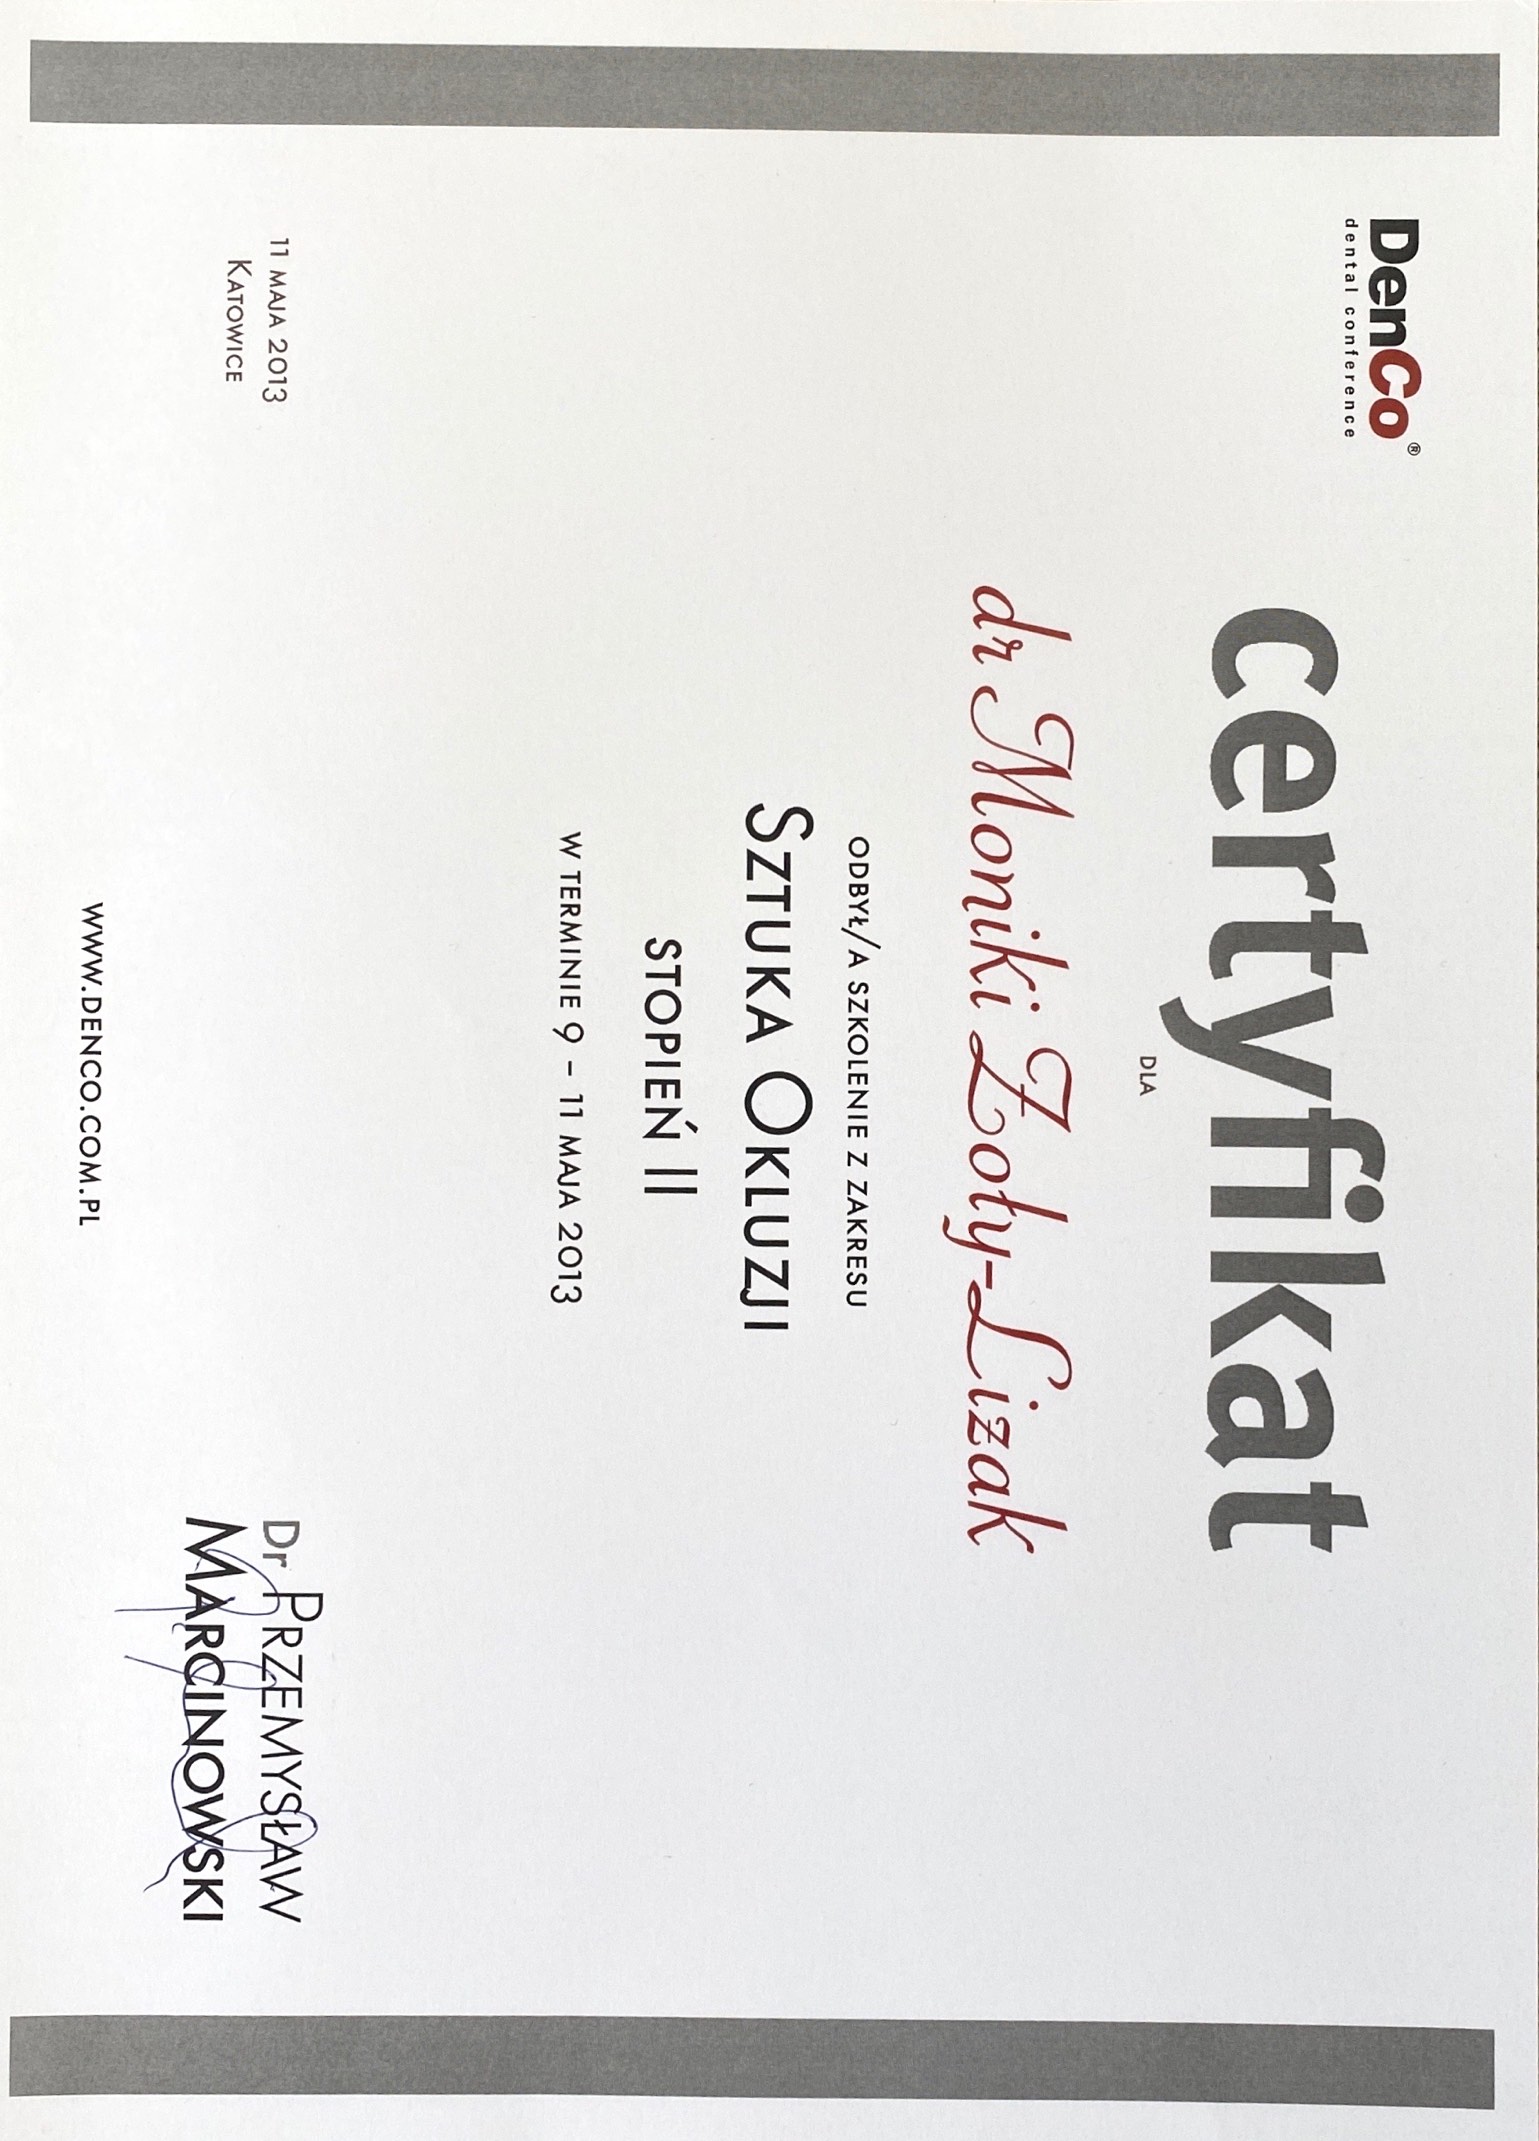 DenCo®
dental conference
certyfikat
DLA
dr Moniki Zoły-Lizak
ODBYŁ/A SZKOLENIE Z ZAKRESU
SZTUKA OKLUZJI
STOPIEŃ II
W TERMINIE 9 – 11 MAJA 2013
11 MAJA 2013
KATOWICE
Dr PRZEMYSŁAW
MARCINOWSKI
WWW.DENCO.COM.PL